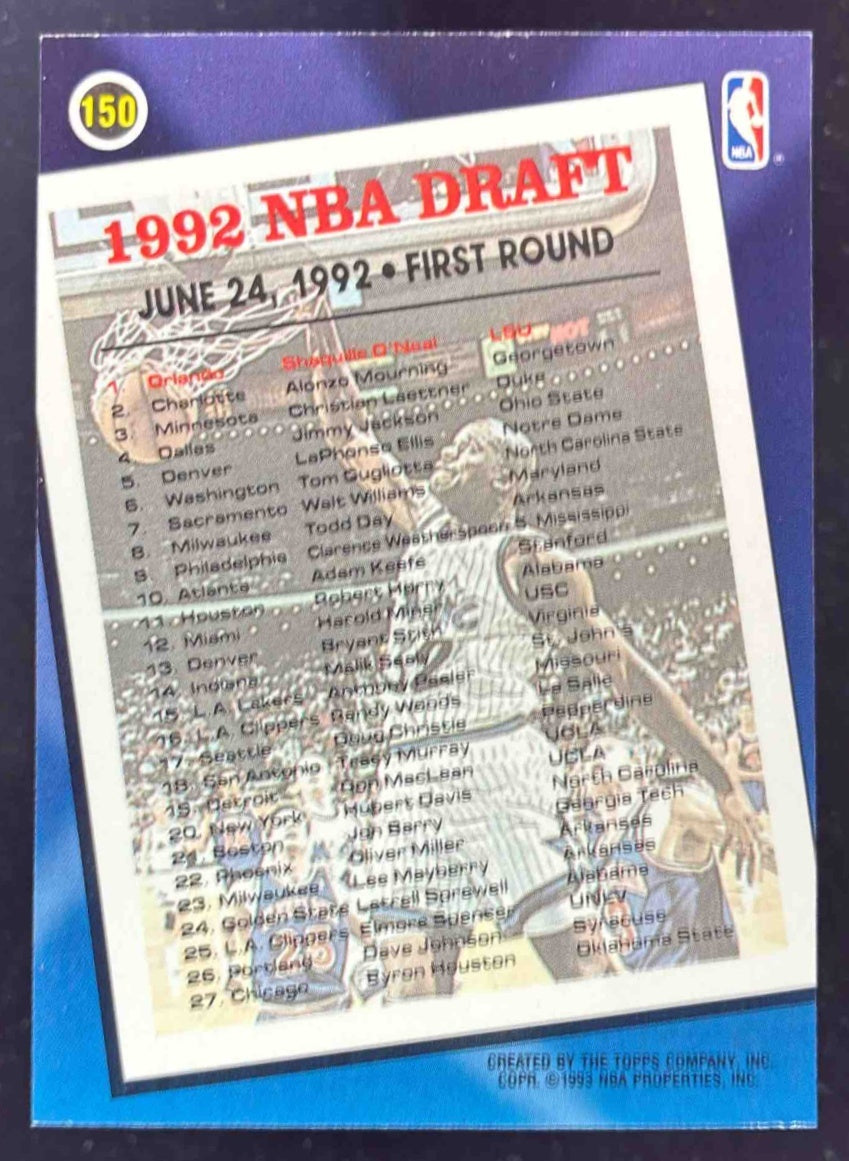 150
NBA
1992 NBA DRAFT
JUNE 24, 1992 • FIRST ROUND
1. Orlando Shaquille O'Neal LSU
2. Charlotte Alonzo Mourning Georgetown
3. Minnesota Christian Laettner Duke
4. Dallas Jimmy Jackson Ohio State
5. Denver LaPhonso Ellis Notre Dame
6. Washington Tom Gugliotta North Carolina State
7. Sacramento Walt Williams Maryland
8. Milwaukee Todd Day Arkansas
9. Philadelphia Clarence Weatherspoon S. Mississippi
10. Atlanta Adam Keefe Stanford
11. Houston Robert Horry Alabama
12. Miami Harold Miner USC
13. Denver Bryant Stith Virginia
14. Indiana Malik Sealy St. John's
15. L.A. Lakers Anthony Peeler Missouri
16. L.A. Clippers Randy Woods La Salle
17. Seattle Doug Christie Pepperdine
18. San Antonio Tracy Murray UCLA
19. Detroit Don MacLean UCLA
20. New York Hubert Davis North Carolina
21. Boston Jon Barry Georgia Tech
22. Phoenix Oliver Miller Arkansas
23. Milwaukee Lee Mayberry Arkansas
24. Golden State Latrell Sprewell Alabama
25. L.A. Clippers Elmore Spencer UNLV
26. Portland Dave Johnson Syracuse
27. Chicago Byron Houston Oklahoma State
CREATED BY THE TOPPS COMPANY, INC.
COPR. ©1993 NBA PROPERTIES, INC.